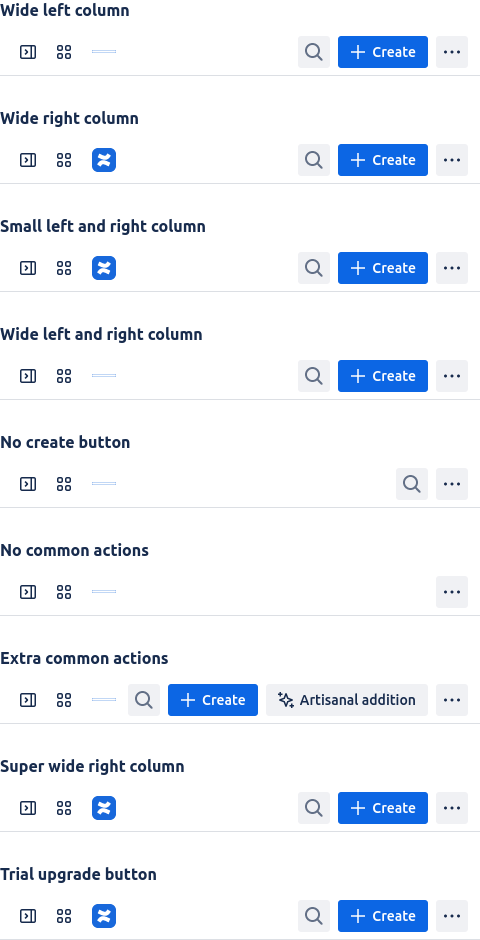 Wide left column
Create
Wide right column
Create
Small left and right column
Create
Wide left and right column
Create
No create button
No common actions
Extra common actions
Create Artisanal addition
Super wide right column
Create
Trial upgrade button
Create